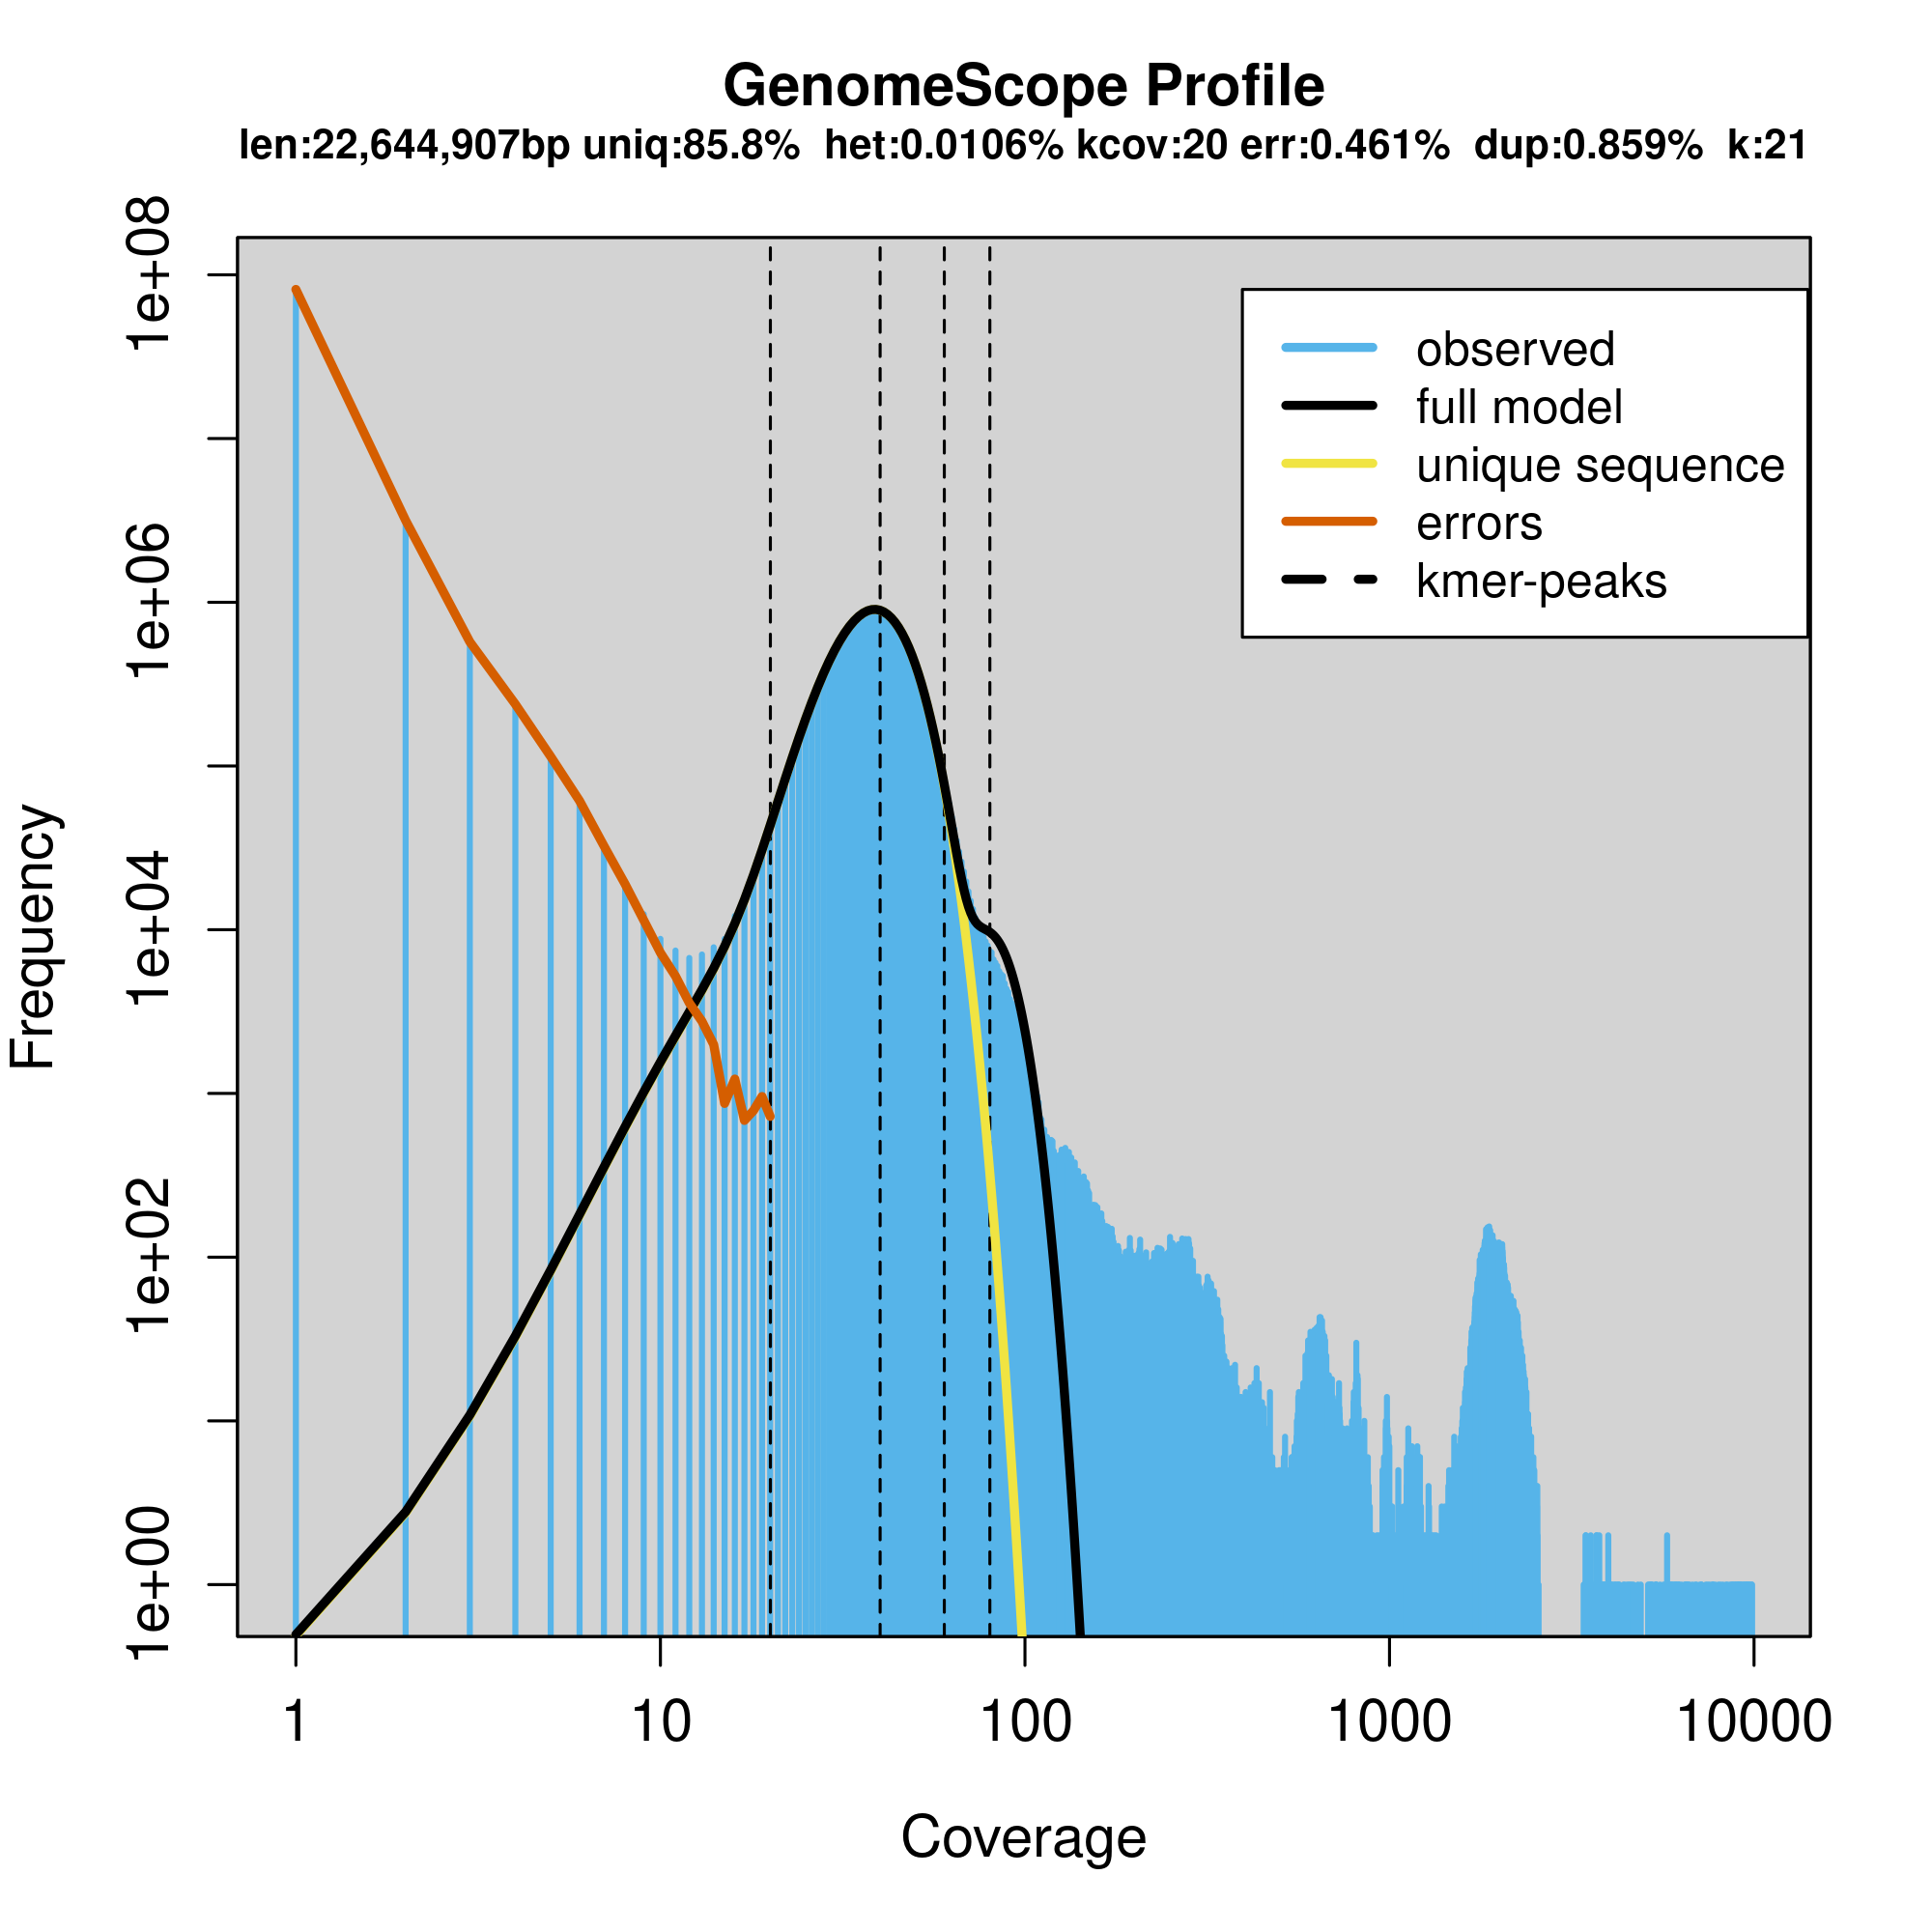 GenomeScope Profile
len:22,644,907bp uniq:85.8% het:0.0106% kcov:20 err:0.461% dup:0.859% k:21
1e+08
1e+06
1e+04
1e+02
1e+00
Frequency
observed
full model
unique sequence
errors
kmer-peaks
1 10 100 1000 10000
Coverage